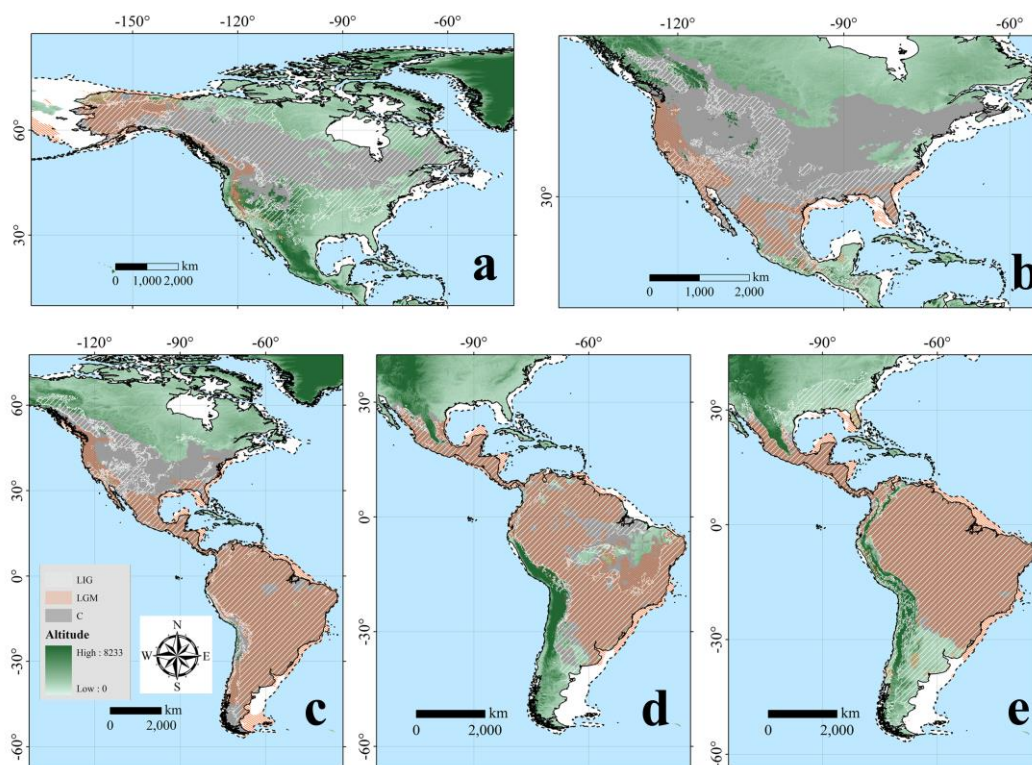 -150° -120° -90° -60°
60°
30°
0 1,000 2,000 km
a
-120° -90° -60°
30°
km
0 1,000 2,000
b
-120° -90° -60°
60°
30°
0°
-30°
-60°
LIG
LGM
C
Altitude
High : 8233
Low : 0
N
W E
S
km
0 2,000
c
-90° -60°
30°
0°
-30°
-60°
km
0 2,000
d
-90° -60°
30°
0°
-30°
-60°
km
0 2,000
e